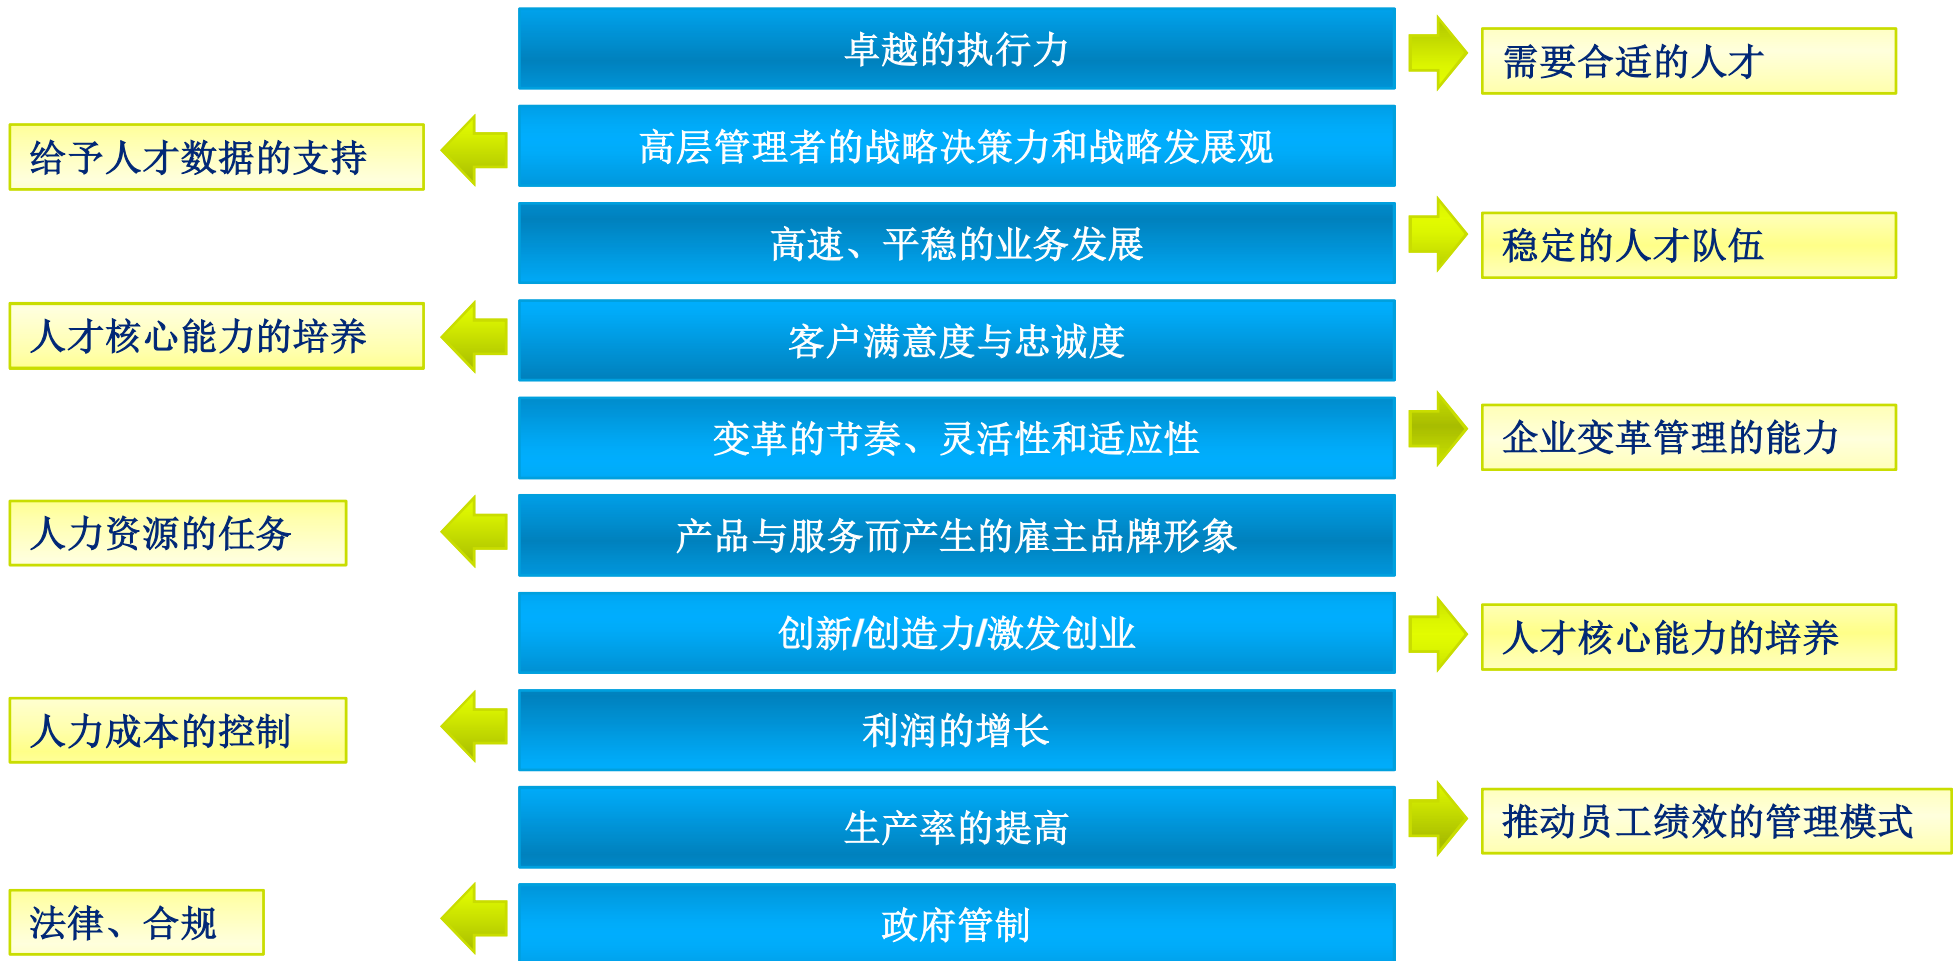 卓越的执行力
需要合适的人才
高层管理者的战略决策力和战略发展观
给予人才数据的支持
高速、平稳的业务发展
稳定的人才队伍
客户满意度与忠诚度
人才核心能力的培养
变革的节奏、灵活性和适应性
企业变革管理的能力
产品与服务而产生的雇主品牌形象
人力资源的任务
创新/创造力/激发创业
人才核心能力的培养
利润的增长
人力成本的控制
生产率的提高
推动员工绩效的管理模式
政府管制
法律、合规